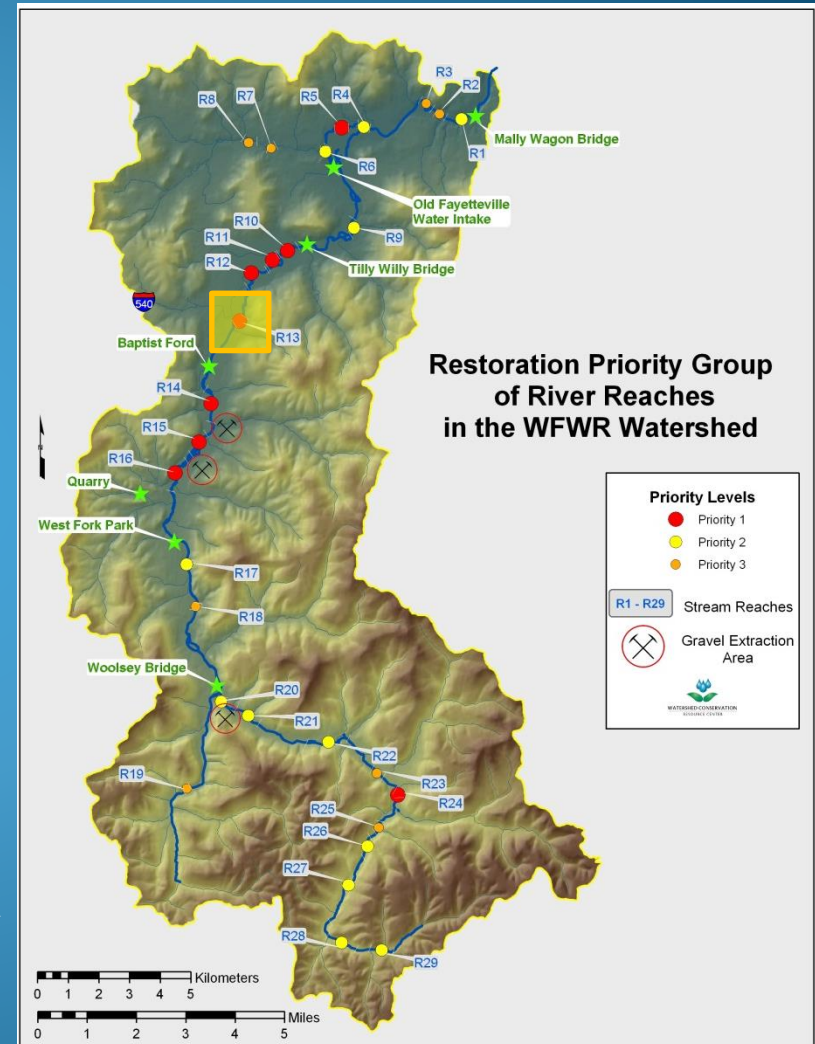 R3
R2
R8
R7
R5
R4
R1
Mally Wagon Bridge
R6
Old Fayetteville
Water Intake
R10
R11
R9
R12
Tilly Willy Bridge
540
R13
Baptist Ford
Restoration Priority Group
of River Reaches
in the WFWR Watershed
R14
R15
R16
Quarry
West Fork Park
R17
R18
Woolsey Bridge
R20
R21
R22
R19
R23
R24
R25
R26
R27
R28
R29
Priority Levels
Priority 1
Priority 2
Priority 3
R1 - R29 Stream Reaches
Gravel Extraction
Area
WATERSHED CONSERVATION
RESOURCE CENTER
Kilometers
0 1 2 3 4 5
Miles
0 1 2 3 4 5